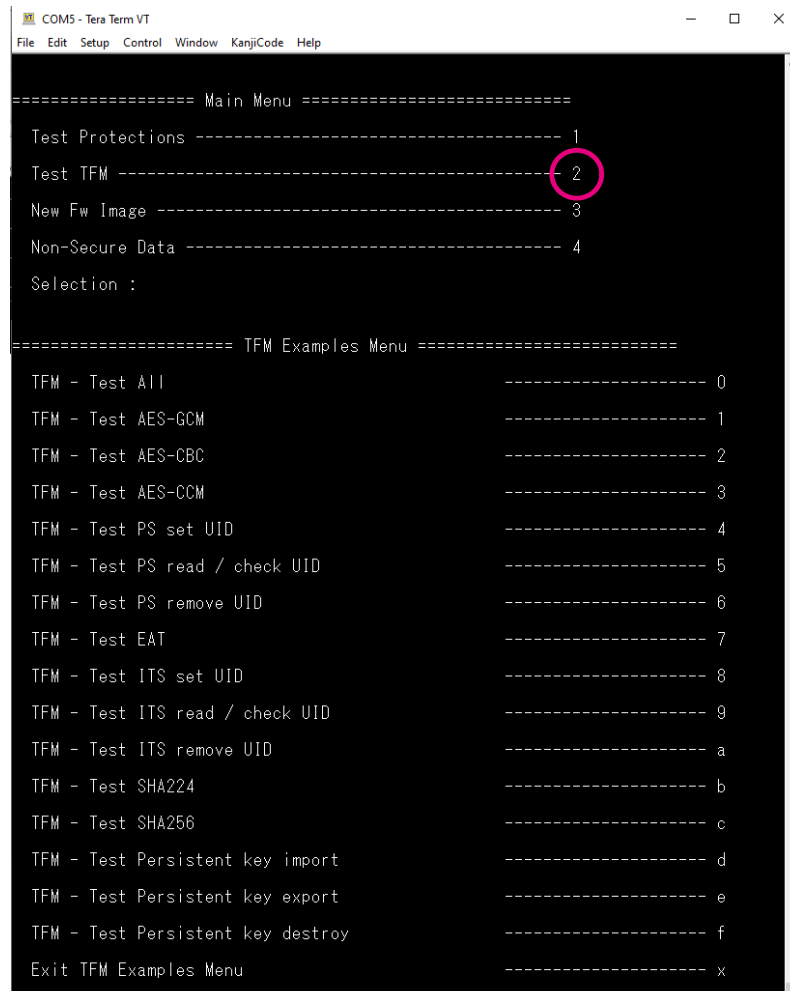 COM5 - Tera Term VT
File Edit Setup Control Window KanjiCode Help
=================== Main Menu ============================
Test Protections -------------------------------------- 1
Test TFM ---------------------------------------------- 2
New Fw Image ------------------------------------------ 3
Non-Secure Data --------------------------------------- 4
Selection :
======================= TFM Examples Menu ===========================
TFM - Test All --------------------- 0
TFM - Test AES-GCM --------------------- 1
TFM - Test AES-CBC --------------------- 2
TFM - Test AES-CCM --------------------- 3
TFM - Test PS set UID --------------------- 4
TFM - Test PS read / check UID --------------------- 5
TFM - Test PS remove UID --------------------- 6
TFM - Test EAT --------------------- 7
TFM - Test ITS set UID --------------------- 8
TFM - Test ITS read / check UID --------------------- 9
TFM - Test ITS remove UID --------------------- a
TFM - Test SHA224 --------------------- b
TFM - Test SHA256 --------------------- c
TFM - Test Persistent key import --------------------- d
TFM - Test Persistent key export --------------------- e
TFM - Test Persistent key destroy --------------------- f
Exit TFM Examples Menu --------------------- x